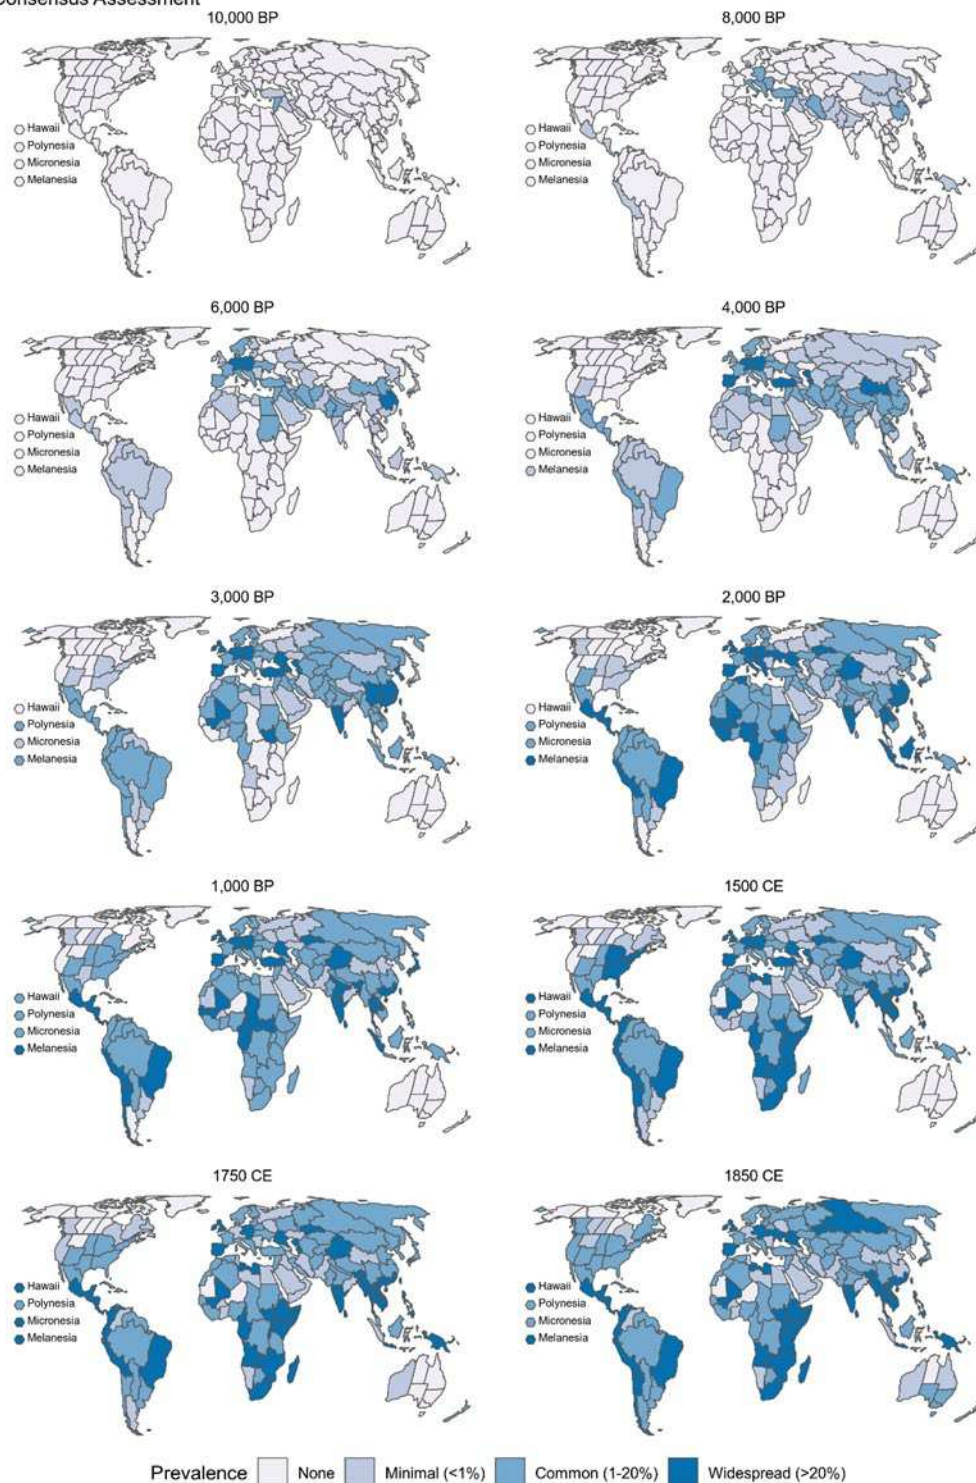 Consensus Assessment
10,000 BP
8,000 BP
Hawaii
Polynesia
Micronesia
Melanesia
Hawaii
Polynesia
Micronesia
Melanesia
6,000 BP
4,000 BP
Hawaii
Polynesia
Micronesia
Melanesia
Hawaii
Polynesia
Micronesia
Melanesia
3,000 BP
2,000 BP
Hawaii
Polynesia
Micronesia
Melanesia
Hawaii
Polynesia
Micronesia
Melanesia
1,000 BP
1500 CE
Hawaii
Polynesia
Micronesia
Melanesia
Hawaii
Polynesia
Micronesia
Melanesia
1750 CE
1850 CE
Hawaii
Polynesia
Micronesia
Melanesia
Hawaii
Polynesia
Micronesia
Melanesia
Prevalence None Minimal (<1%) Common (1-20%) Widespread (>20%)